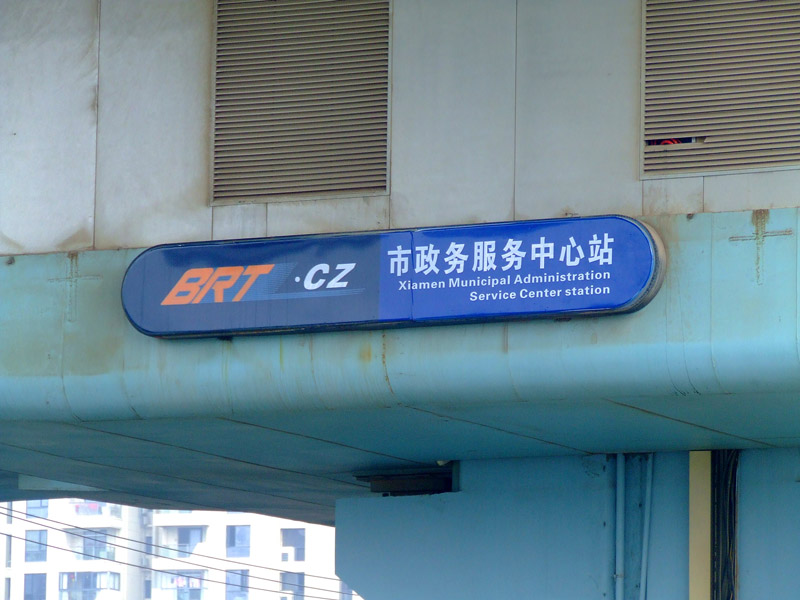 BRT·CZ
市政务服务中心站
Xiamen Municipal Administration
Service Center station